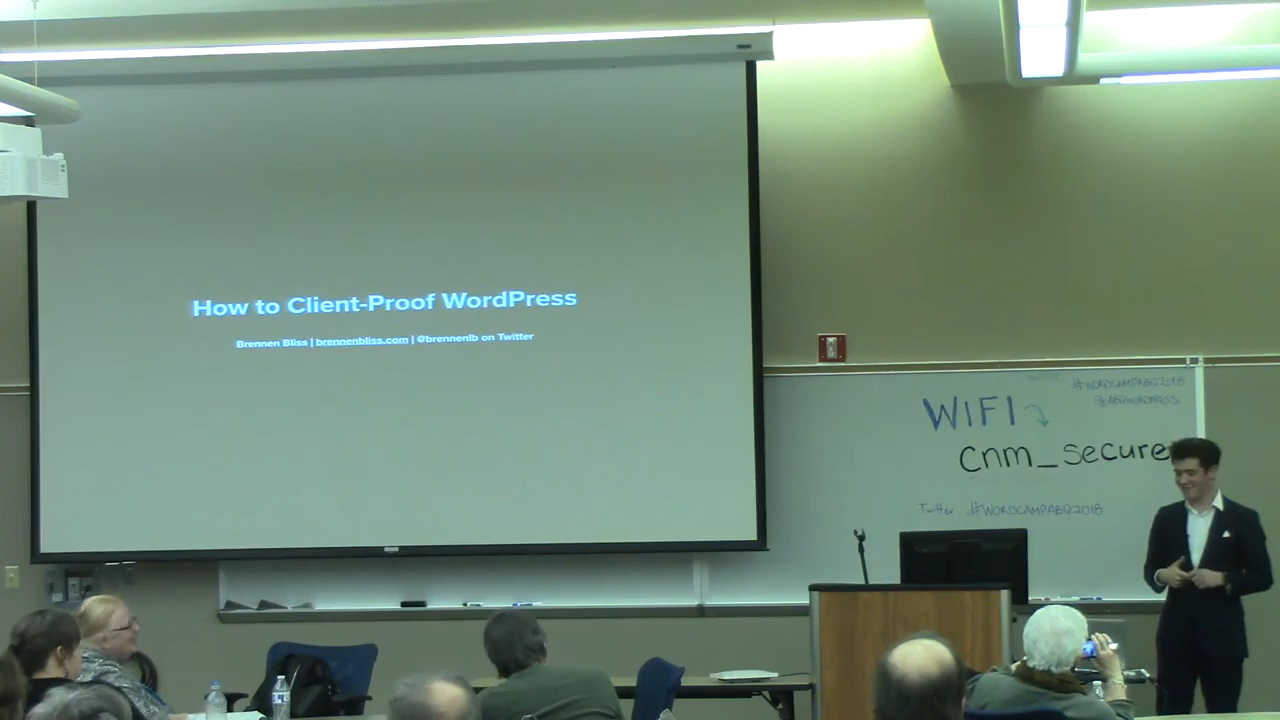 How to Client-Proof WordPress
Brennen Bliss | brennenbliss.com | @brennenlb on Twitter
#WORDCAMPABQ2018
@ABQWORDPRESS
WIFI
cnm_secure
Twitter #WORDCAMPABQ2018